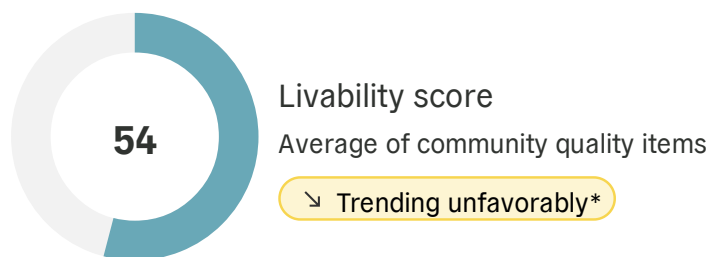 54
Livability score
Average of community quality items
↘ Trending unfavorably*